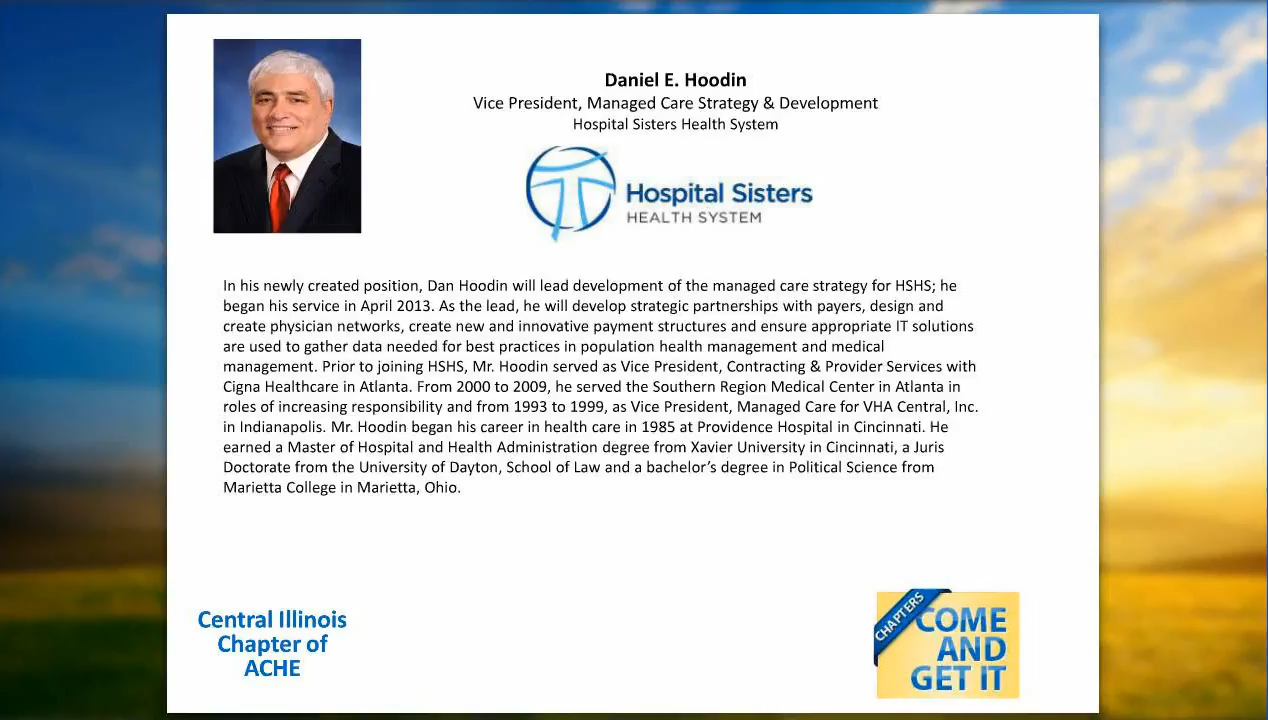 Daniel E. Hoodin
Vice President, Managed Care Strategy & Development
Hospital Sisters Health System
Hospital Sisters
HEALTH SYSTEM
In his newly created position, Dan Hoodin will lead development of the managed care strategy for HSHS; he
began his service in April 2013. As the lead, he will develop strategic partnerships with payers, design and
create physician networks, create new and innovative payment structures and ensure appropriate IT solutions
are used to gather data needed for best practices in population health management and medical
management. Prior to joining HSHS, Mr. Hoodin served as Vice President, Contracting & Provider Services with
Cigna Healthcare in Atlanta. From 2000 to 2009, he served the Southern Region Medical Center in Atlanta in
roles of increasing responsibility and from 1993 to 1999, as Vice President, Managed Care for VHA Central, Inc.
in Indianapolis. Mr. Hoodin began his career in health care in 1985 at Providence Hospital in Cincinnati. He
earned a Master of Hospital and Health Administration degree from Xavier University in Cincinnati, a Juris
Doctorate from the University of Dayton, School of Law and a bachelor's degree in Political Science from
Marietta College in Marietta, Ohio.
Central Illinois
Chapter of
ACHE
CHAPTERS
COME
AND
GET IT